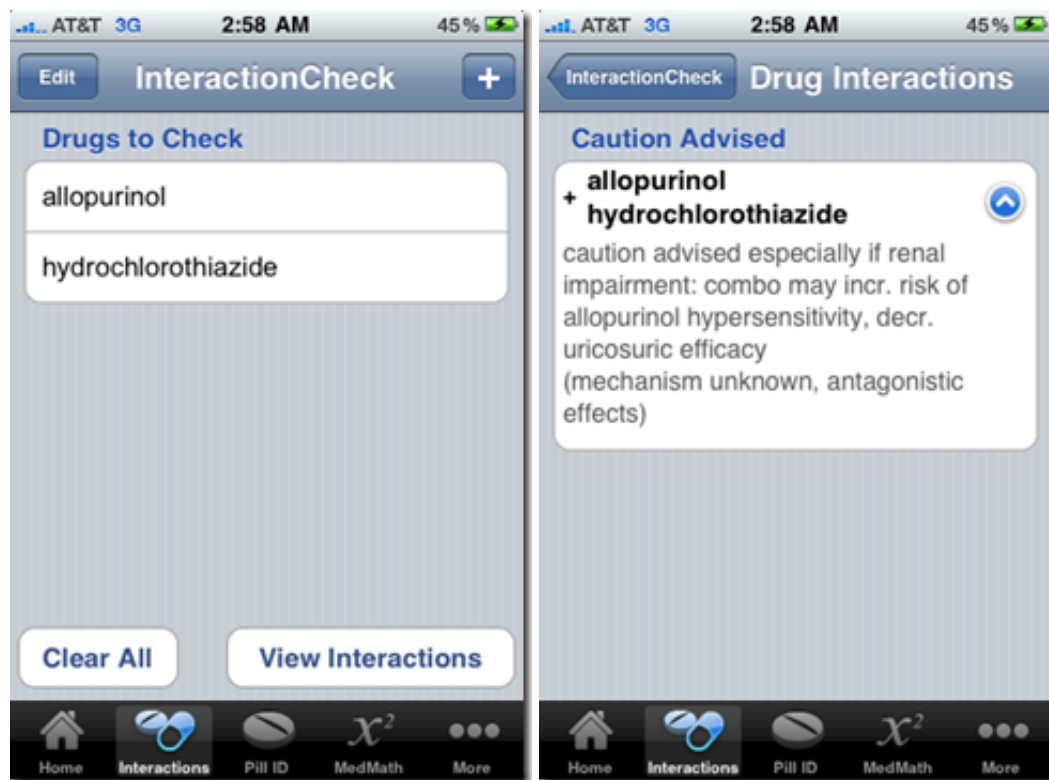 AT&T 3G 2:58 AM 45%
Edit InteractionCheck +
Drugs to Check
allopurinol
hydrochlorothiazide
Clear All View Interactions
Home Interactions Pill ID x² MedMath More
AT&T 3G 2:58 AM 45%
InteractionCheck Drug Interactions
Caution Advised
+ allopurinol
hydrochlorothiazide
caution advised especially if renal
impairment: combo may incr. risk of
allopurinol hypersensitivity, decr.
uricosuric efficacy
(mechanism unknown, antagonistic
effects)
Home Interactions Pill ID x² MedMath More